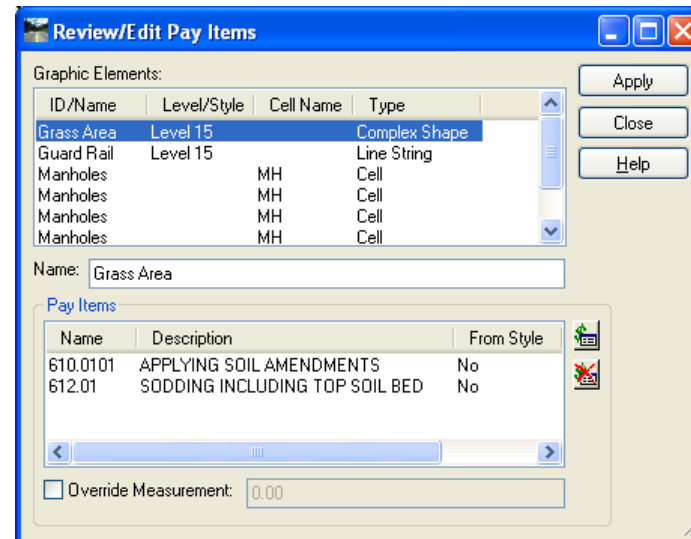 Review/Edit Pay Items
Graphic Elements:
Apply
ID/Name Level/Style Cell Name Type
Grass Area Level 15 Complex Shape
Close
Guard Rail Level 15 Line String
Help
Manholes MH Cell
Manholes MH Cell
Manholes MH Cell
Manholes MH Cell
Name: Grass Area
Pay Items
Name Description From Style
610.0101 APPLYING SOIL AMENDMENTS No
612.01 SODDING INCLUDING TOP SOIL BED No
Override Measurement: 0.00